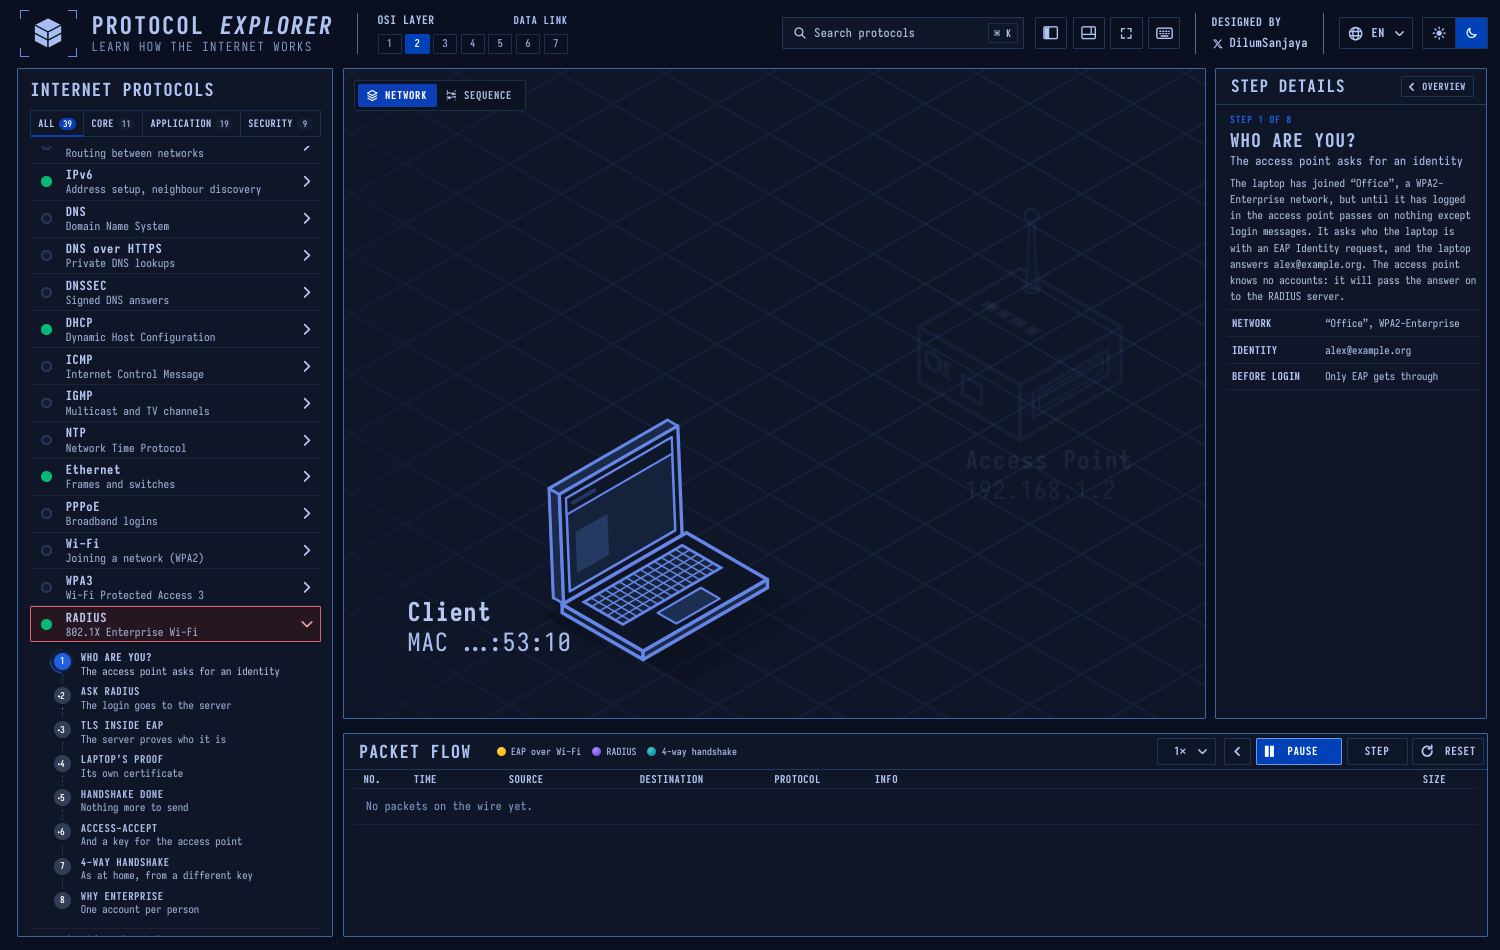 PROTOCOL EXPLORER
LEARN HOW THE INTERNET WORKS
OSI LAYER DATA LINK
1 2 3 4 5 6 7
Search protocols ⌘ K
DESIGNED BY
DilumSanjaya
EN
INTERNET PROTOCOLS
ALL 39 CORE 11 APPLICATION 19 SECURITY 9
Routing between networks
IPv6
Address setup, neighbour discovery
DNS
Domain Name System
DNS over HTTPS
Private DNS lookups
DNSSEC
Signed DNS answers
DHCP
Dynamic Host Configuration
ICMP
Internet Control Message
IGMP
Multicast and TV channels
NTP
Network Time Protocol
Ethernet
Frames and switches
PPPoE
Broadband logins
Wi-Fi
Joining a network (WPA2)
WPA3
Wi-Fi Protected Access 3
RADIUS
802.1X Enterprise Wi-Fi
1 WHO ARE YOU?
The access point asks for an identity
2 ASK RADIUS
The login goes to the server
3 TLS INSIDE EAP
The server proves who it is
4 LAPTOP’S PROOF
Its own certificate
5 HANDSHAKE DONE
Nothing more to send
6 ACCESS-ACCEPT
And a key for the access point
7 4-WAY HANDSHAKE
As at home, from a different key
8 WHY ENTERPRISE
One account per person
NETWORK SEQUENCE
Access Point
192.168.1.2
Client
MAC ...:53:10
STEP DETAILS OVERVIEW
STEP 1 OF 8
WHO ARE YOU?
The access point asks for an identity
The laptop has joined “Office”, a WPA2-
Enterprise network, but until it has logged
in the access point passes on nothing except
login messages. It asks who the laptop is
with an EAP Identity request, and the laptop
answers alex@example.org. The access point
knows no accounts: it will pass the answer on
to the RADIUS server.
NETWORK “Office”, WPA2-Enterprise
IDENTITY alex@example.org
BEFORE LOGIN Only EAP gets through
PACKET FLOW EAP over Wi-Fi RADIUS 4-way handshake 1× PAUSE STEP RESET
NO. TIME SOURCE DESTINATION PROTOCOL INFO SIZE
No packets on the wire yet.